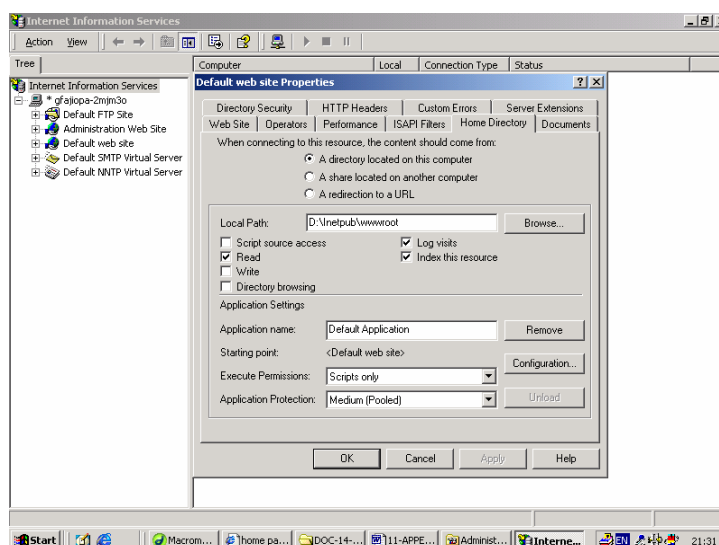 Internet Information Services
Action View
Tree
Computer Local Connection Type Status
Internet Information Services
* gfajiopa-2mjm3o
Default FTP Site
Administration Web Site
Default web site
Default SMTP Virtual Server
Default NNTP Virtual Server
Default web site Properties
Directory Security HTTP Headers Custom Errors Server Extensions
Web Site Operators Performance ISAPI Filters Home Directory Documents
When connecting to this resource, the content should come from:
A directory located on this computer
A share located on another computer
A redirection to a URL
Local Path: D:\Inetpub\wwwroot Browse...
Script source access Log visits
Read Index this resource
Write
Directory browsing
Application Settings
Application name: Default Application Remove
Starting point: <Default web site>
Configuration...
Execute Permissions: Scripts only
Application Protection: Medium (Pooled) Unload
OK Cancel Apply Help
Start Macrom... home pa... DOC-14-... 11-APPE... Administ... Interne... EN 21:31